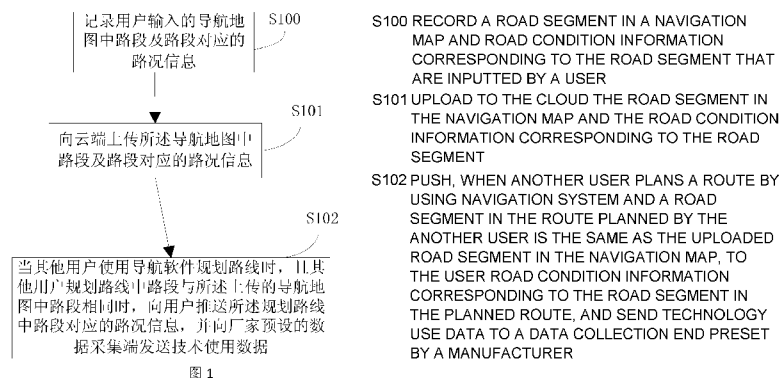 记录用户输入的导航地
图中路段及路段对应的
路况信息
S100
向云端上传所述导航地图中
路段及路段对应的路况信息
S101
S102
当其他用户使用导航软件规划路线时，且其
他用户规划路线中路段与所述上传的导航地
图中路段相同时，向用户推送所述规划路线
中路段对应的路况信息，并向厂家预设的数
据采集端发送技术使用数据
图 1
S100 RECORD A ROAD SEGMENT IN A NAVIGATION
MAP AND ROAD CONDITION INFORMATION
CORRESPONDING TO THE ROAD SEGMENT THAT
ARE INPUTTED BY A USER
S101 UPLOAD TO THE CLOUD THE ROAD SEGMENT IN
THE NAVIGATION MAP AND THE ROAD CONDITION
INFORMATION CORRESPONDING TO THE ROAD
SEGMENT
S102 PUSH, WHEN ANOTHER USER PLANS A ROUTE BY
USING NAVIGATION SYSTEM AND A ROAD
SEGMENT IN THE ROUTE PLANNED BY THE
ANOTHER USER IS THE SAME AS THE UPLOADED
ROAD SEGMENT IN THE NAVIGATION MAP, TO
THE USER ROAD CONDITION INFORMATION
CORRESPONDING TO THE ROAD SEGMENT IN
THE PLANNED ROUTE, AND SEND TECHNOLOGY
USE DATA TO A DATA COLLECTION END PRESET
BY A MANUFACTURER